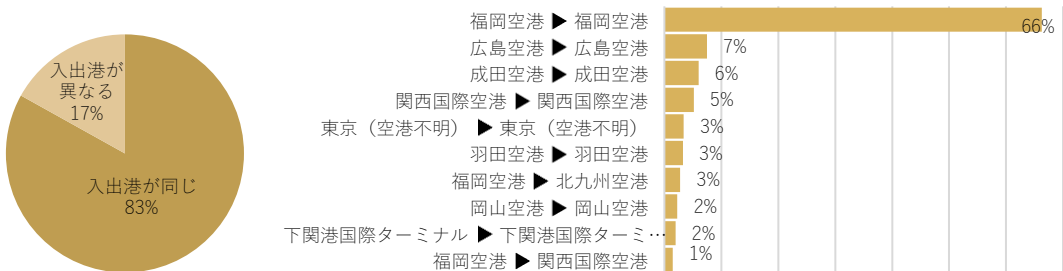 入出港が
異なる
17%
入出港が同じ
83%
福岡空港 ▶ 福岡空港 66%
広島空港 ▶ 広島空港 7%
成田空港 ▶ 成田空港 6%
関西国際空港 ▶ 関西国際空港 5%
東京（空港不明） ▶ 東京（空港不明） 3%
羽田空港 ▶ 羽田空港 3%
福岡空港 ▶ 北九州空港 3%
岡山空港 ▶ 岡山空港 2%
下関港国際ターミナル ▶ 下関港国際ターミ… 2%
福岡空港 ▶ 関西国際空港 1%